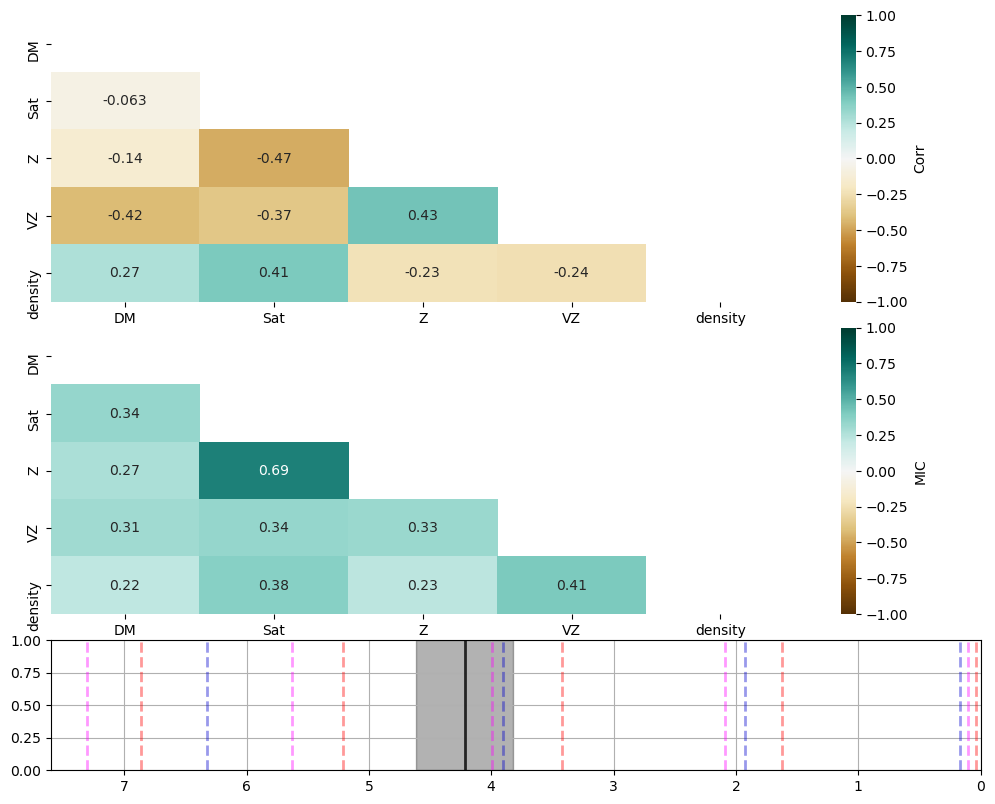 DM
Sat
Z
VZ
density
-0.063
-0.14 -0.47
-0.42 -0.37 0.43
0.27 0.41 -0.23 -0.24
DM Sat Z VZ density
1.00
0.75
0.50
0.25
0.00
−0.25
−0.50
−0.75
−1.00
Corr
DM
Sat
Z
VZ
density
0.34
0.27 0.69
0.31 0.34 0.33
0.22 0.38 0.23 0.41
DM Sat Z VZ density
1.00
0.75
0.50
0.25
0.00
−0.25
−0.50
−0.75
−1.00
MIC
1.00
0.75
0.50
0.25
0.00
7 6 5 4 3 2 1 0